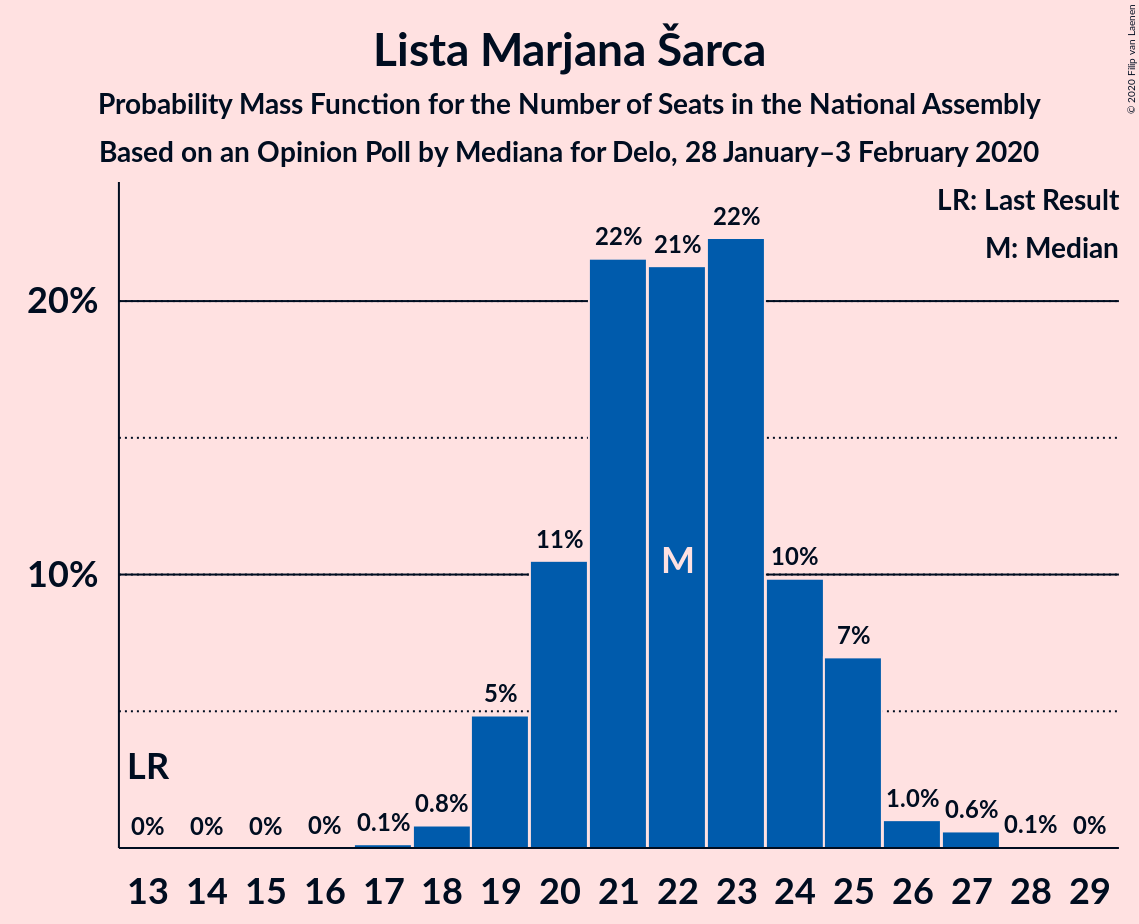 Lista Marjana Šarca
Probability Mass Function for the Number of Seats in the National Assembly
Based on an Opinion Poll by Mediana for Delo, 28 January–3 February 2020
© 2020 Filip van Laenen
LR: Last Result
M: Median
20%
10%
22%
21%
22%
11%
M
10%
7%
5%
LR
0%
0%
0%
0%
0.1%
0.8%
1.0%
0.6%
0.1%
0%
13 14 15 16 17 18 19 20 21 22 23 24 25 26 27 28 29